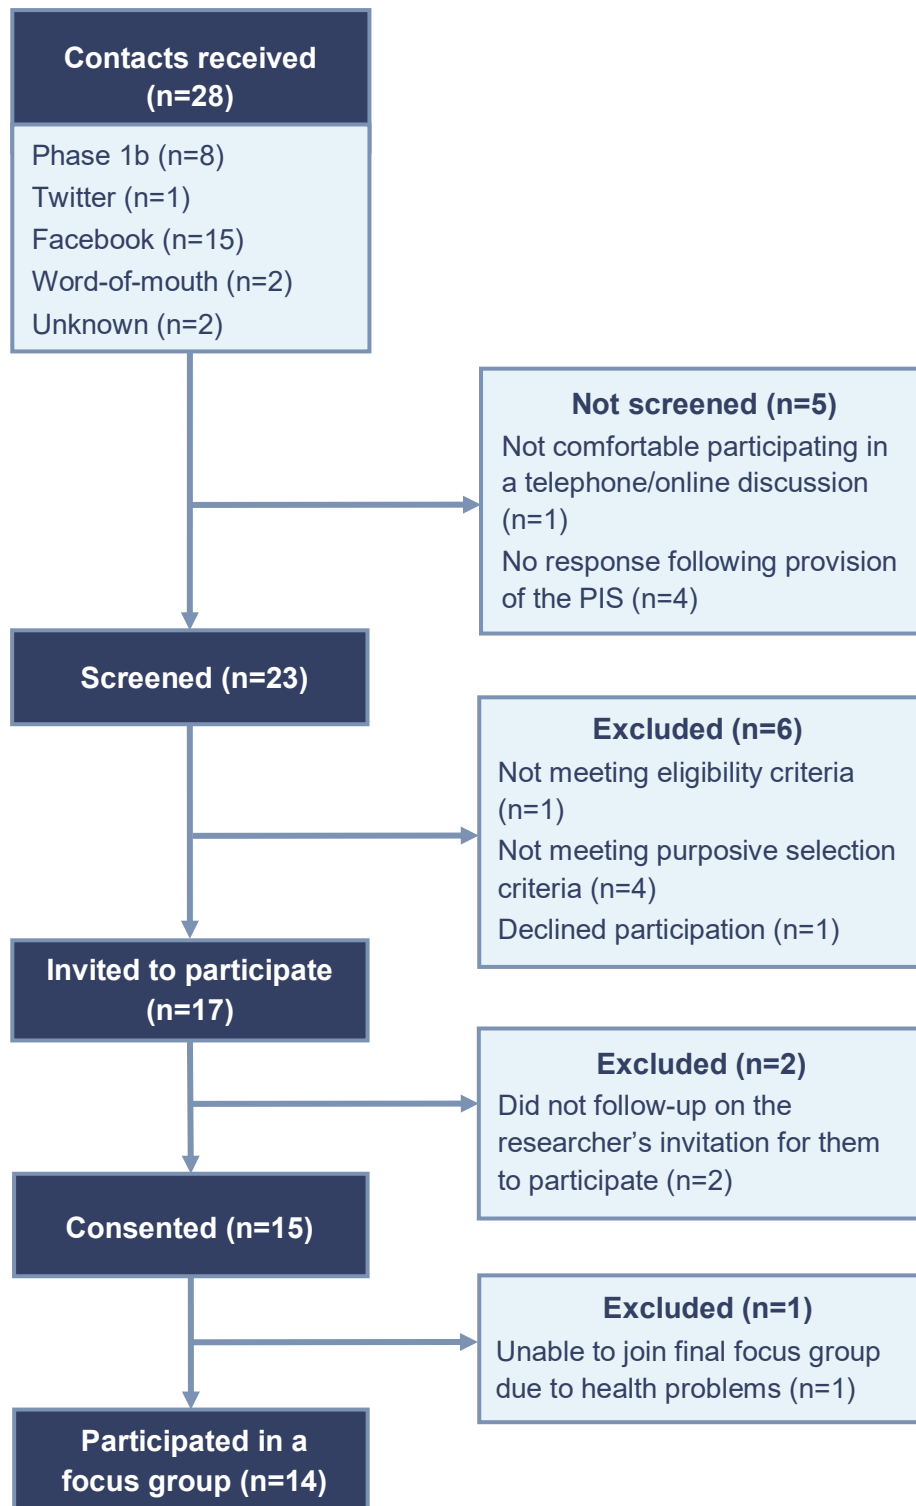 Contacts received
(n=28)
Phase 1b (n=8)
Twitter (n=1)
Facebook (n=15)
Word-of-mouth (n=2)
Unknown (n=2)
Not screened (n=5)
Not comfortable participating in
a telephone/online discussion
(n=1)
No response following provision
of the PIS (n=4)
Screened (n=23)
Excluded (n=6)
Not meeting eligibility criteria
(n=1)
Not meeting purposive selection
criteria (n=4)
Declined participation (n=1)
Invited to participate
(n=17)
Excluded (n=2)
Did not follow-up on the
researcher’s invitation for them
to participate (n=2)
Consented (n=15)
Excluded (n=1)
Unable to join final focus group
due to health problems (n=1)
Participated in a
focus group (n=14)